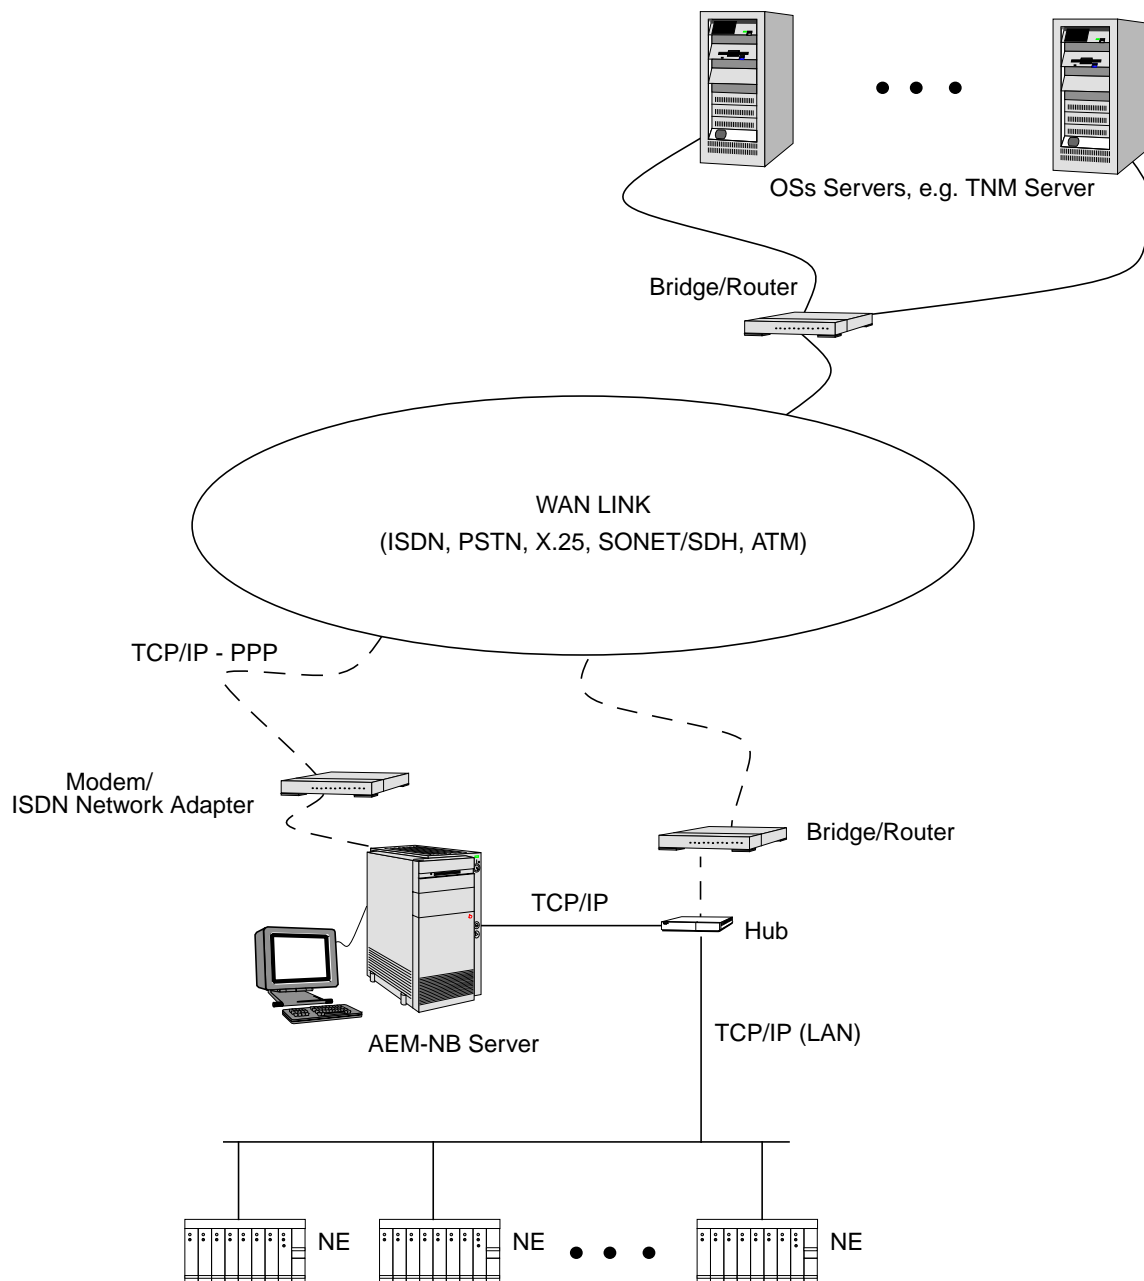 OSs Servers, e.g. TNM Server
Bridge/Router
WAN LINK
(ISDN, PSTN, X.25, SONET/SDH, ATM)
TCP/IP - PPP
Modem/
ISDN Network Adapter
Bridge/Router
TCP/IP
Hub
AEM-NB Server
TCP/IP (LAN)
NE
NE
NE